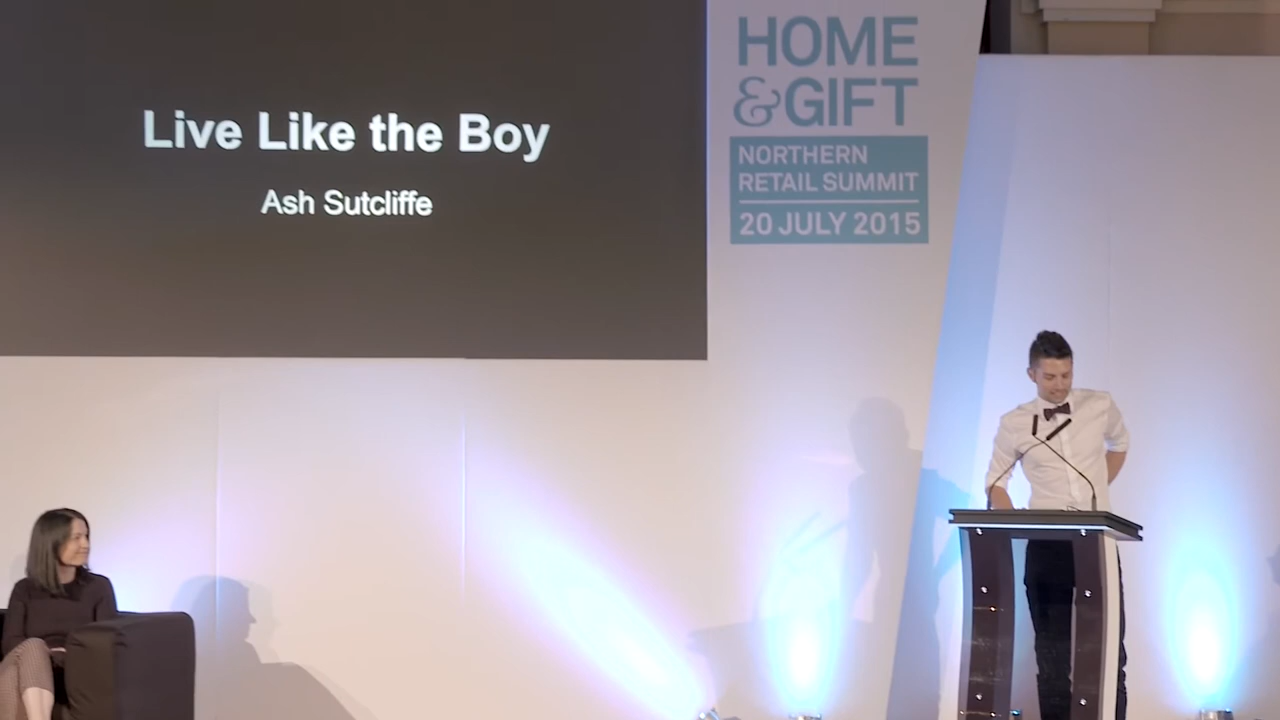 Live Like the Boy
Ash Sutcliffe
HOME
&GIFT
NORTHERN
RETAIL SUMMIT
20 JULY 2015